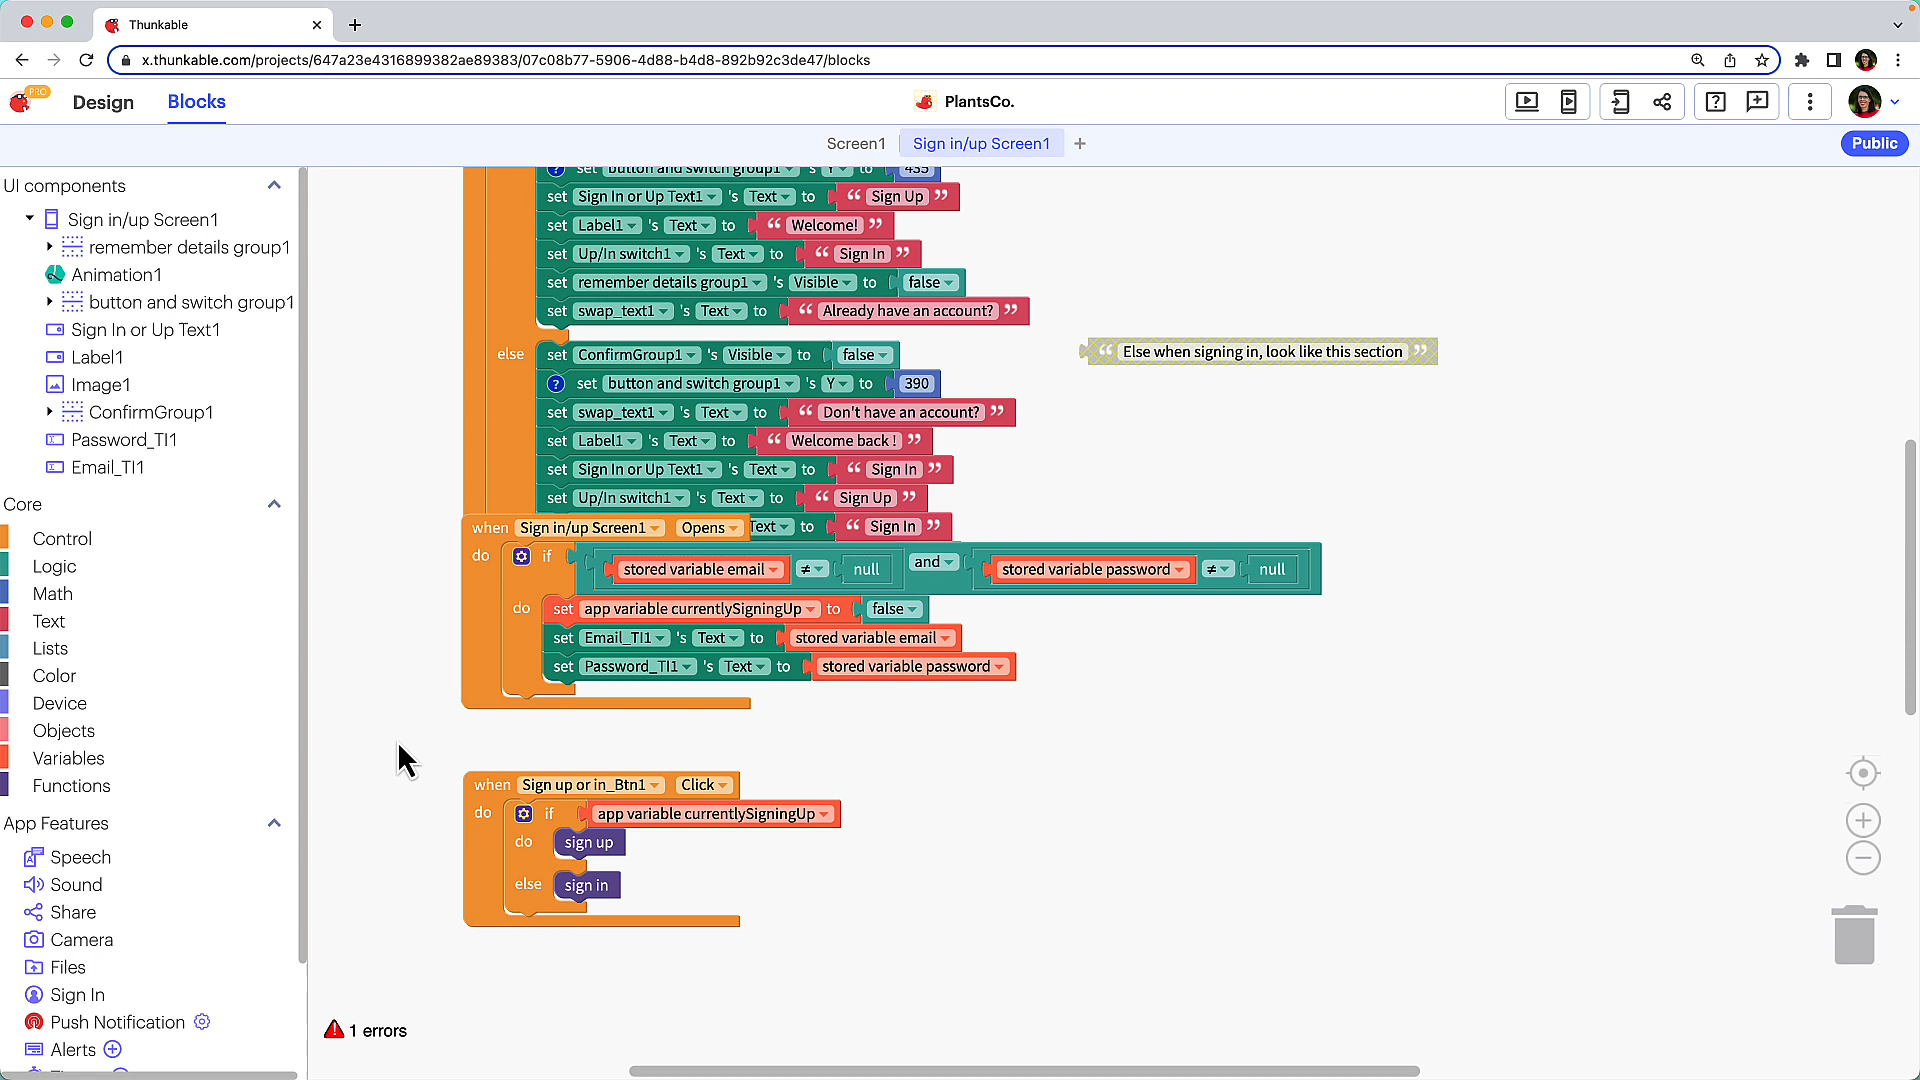 Thunkable
x.thunkable.com/projects/647a23e4316899382ae89383/07c08b77-5906-4d88-b4d8-892b92c3de47/blocks
PRO
Design
Blocks
PlantsCo.
Screen1
Sign in/up Screen1
Public
UI components
Sign in/up Screen1
remember details group1
Animation1
button and switch group1
Sign In or Up Text1
Label1
Image1
ConfirmGroup1
Password_TI1
Email_TI1
Core
Control
Logic
Math
Text
Lists
Color
Device
Objects
Variables
Functions
App Features
Speech
Sound
Share
Camera
Files
Sign In
Push Notification
Alerts
set button and switch group1 's Y to 435
set Sign In or Up Text1 's Text to “ Sign Up ”
set Label1 's Text to “ Welcome! ”
set Up/In switch1 's Text to “ Sign In ”
set remember details group1 's Visible to false
set swap_text1 's Text to “ Already have an account? ”
else set ConfirmGroup1 's Visible to false
“ Else when signing in, look like this section ”
? set button and switch group1 's Y to 390
set swap_text1 's Text to “ Don't have an account? ”
set Label1 's Text to “ Welcome back ! ”
set Sign In or Up Text1 's Text to “ Sign In ”
set Up/In switch1 's Text to “ Sign Up ”
Text to “ Sign In ”
when Sign in/up Screen1 Opens
do if stored variable email ≠ null and stored variable password ≠ null
do set app variable currentlySigningUp to false
set Email_TI1 's Text to stored variable email
set Password_TI1 's Text to stored variable password
when Sign up or in_Btn1 Click
do if app variable currentlySigningUp
do sign up
else sign in
1 errors